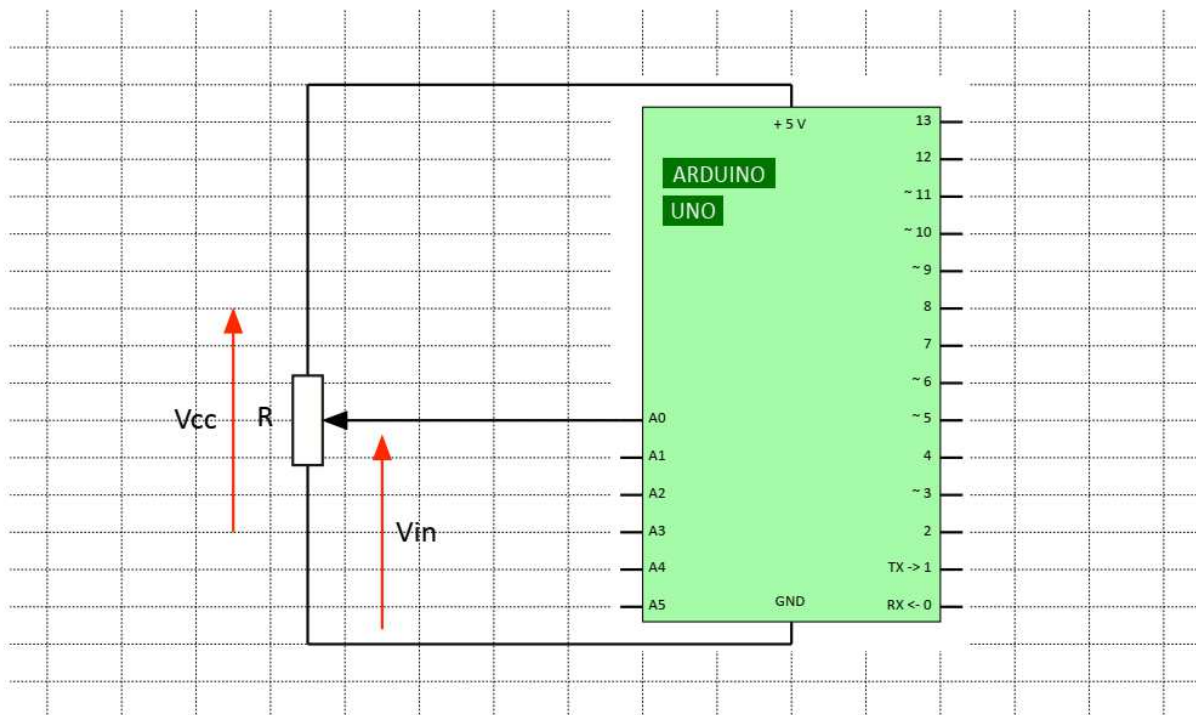 + 5 V
ARDUINO
UNO
Vcc
R
Vin
A0
A1
A2
A3
A4
A5
GND
13
12
~ 11
~ 10
~ 9
8
7
~ 6
~ 5
4
~ 3
2
TX -> 1
RX <- 0